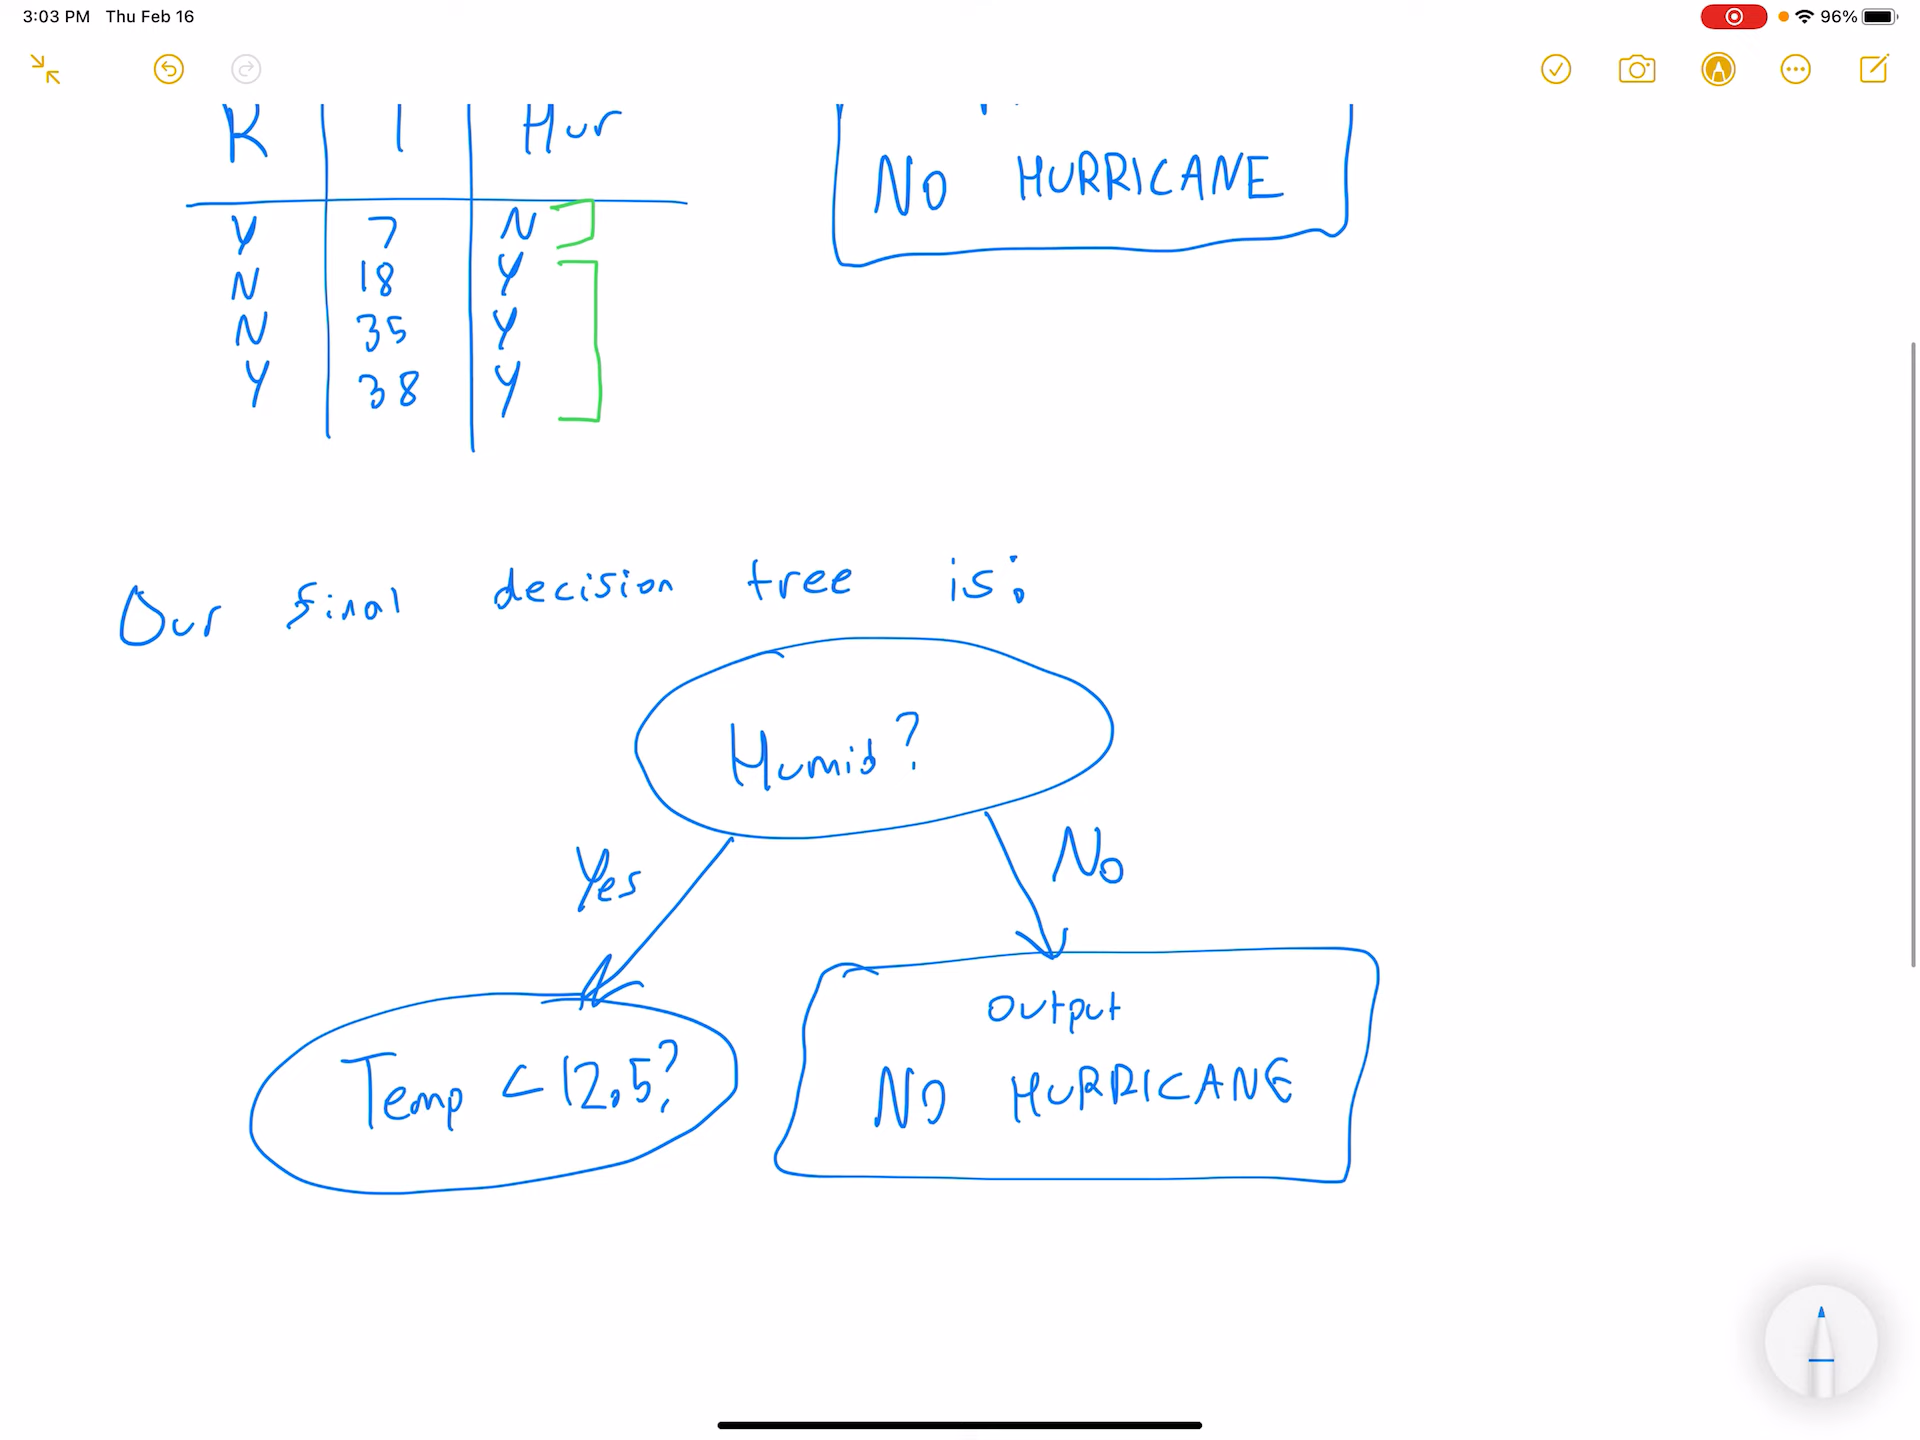 3:03 PM Thu Feb 16
96%
K Hur
Y 7 N
N 18 Y
N 35 Y
Y 38 Y
NO HURRICANE
Our final decision tree is:
Humid?
Yes
No
Temp < 12.5?
Output
NO HURRICANE